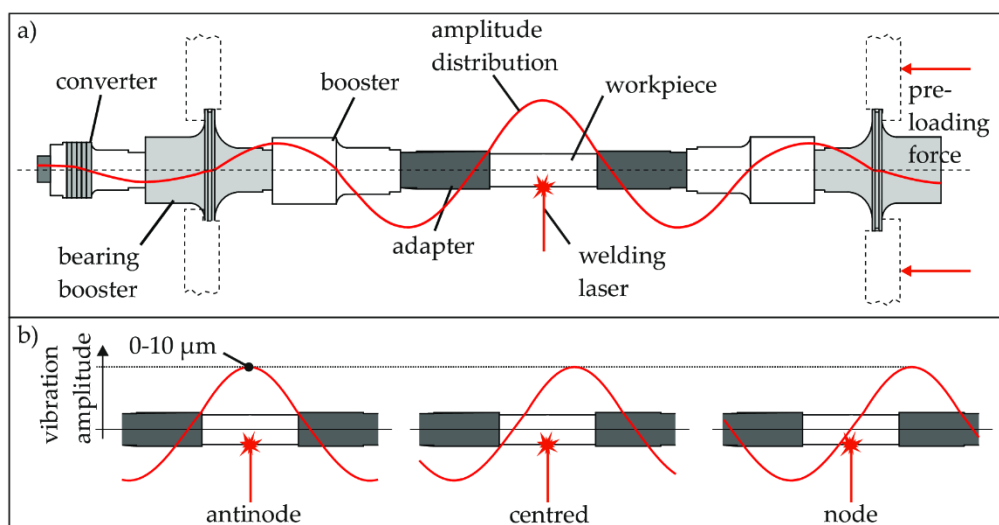 a)
converter
booster
amplitude
distribution
workpiece
pre-
loading
force
bearing
booster
adapter
welding
laser
b)
vibration
amplitude
0-10 μm
antinode
centred
node